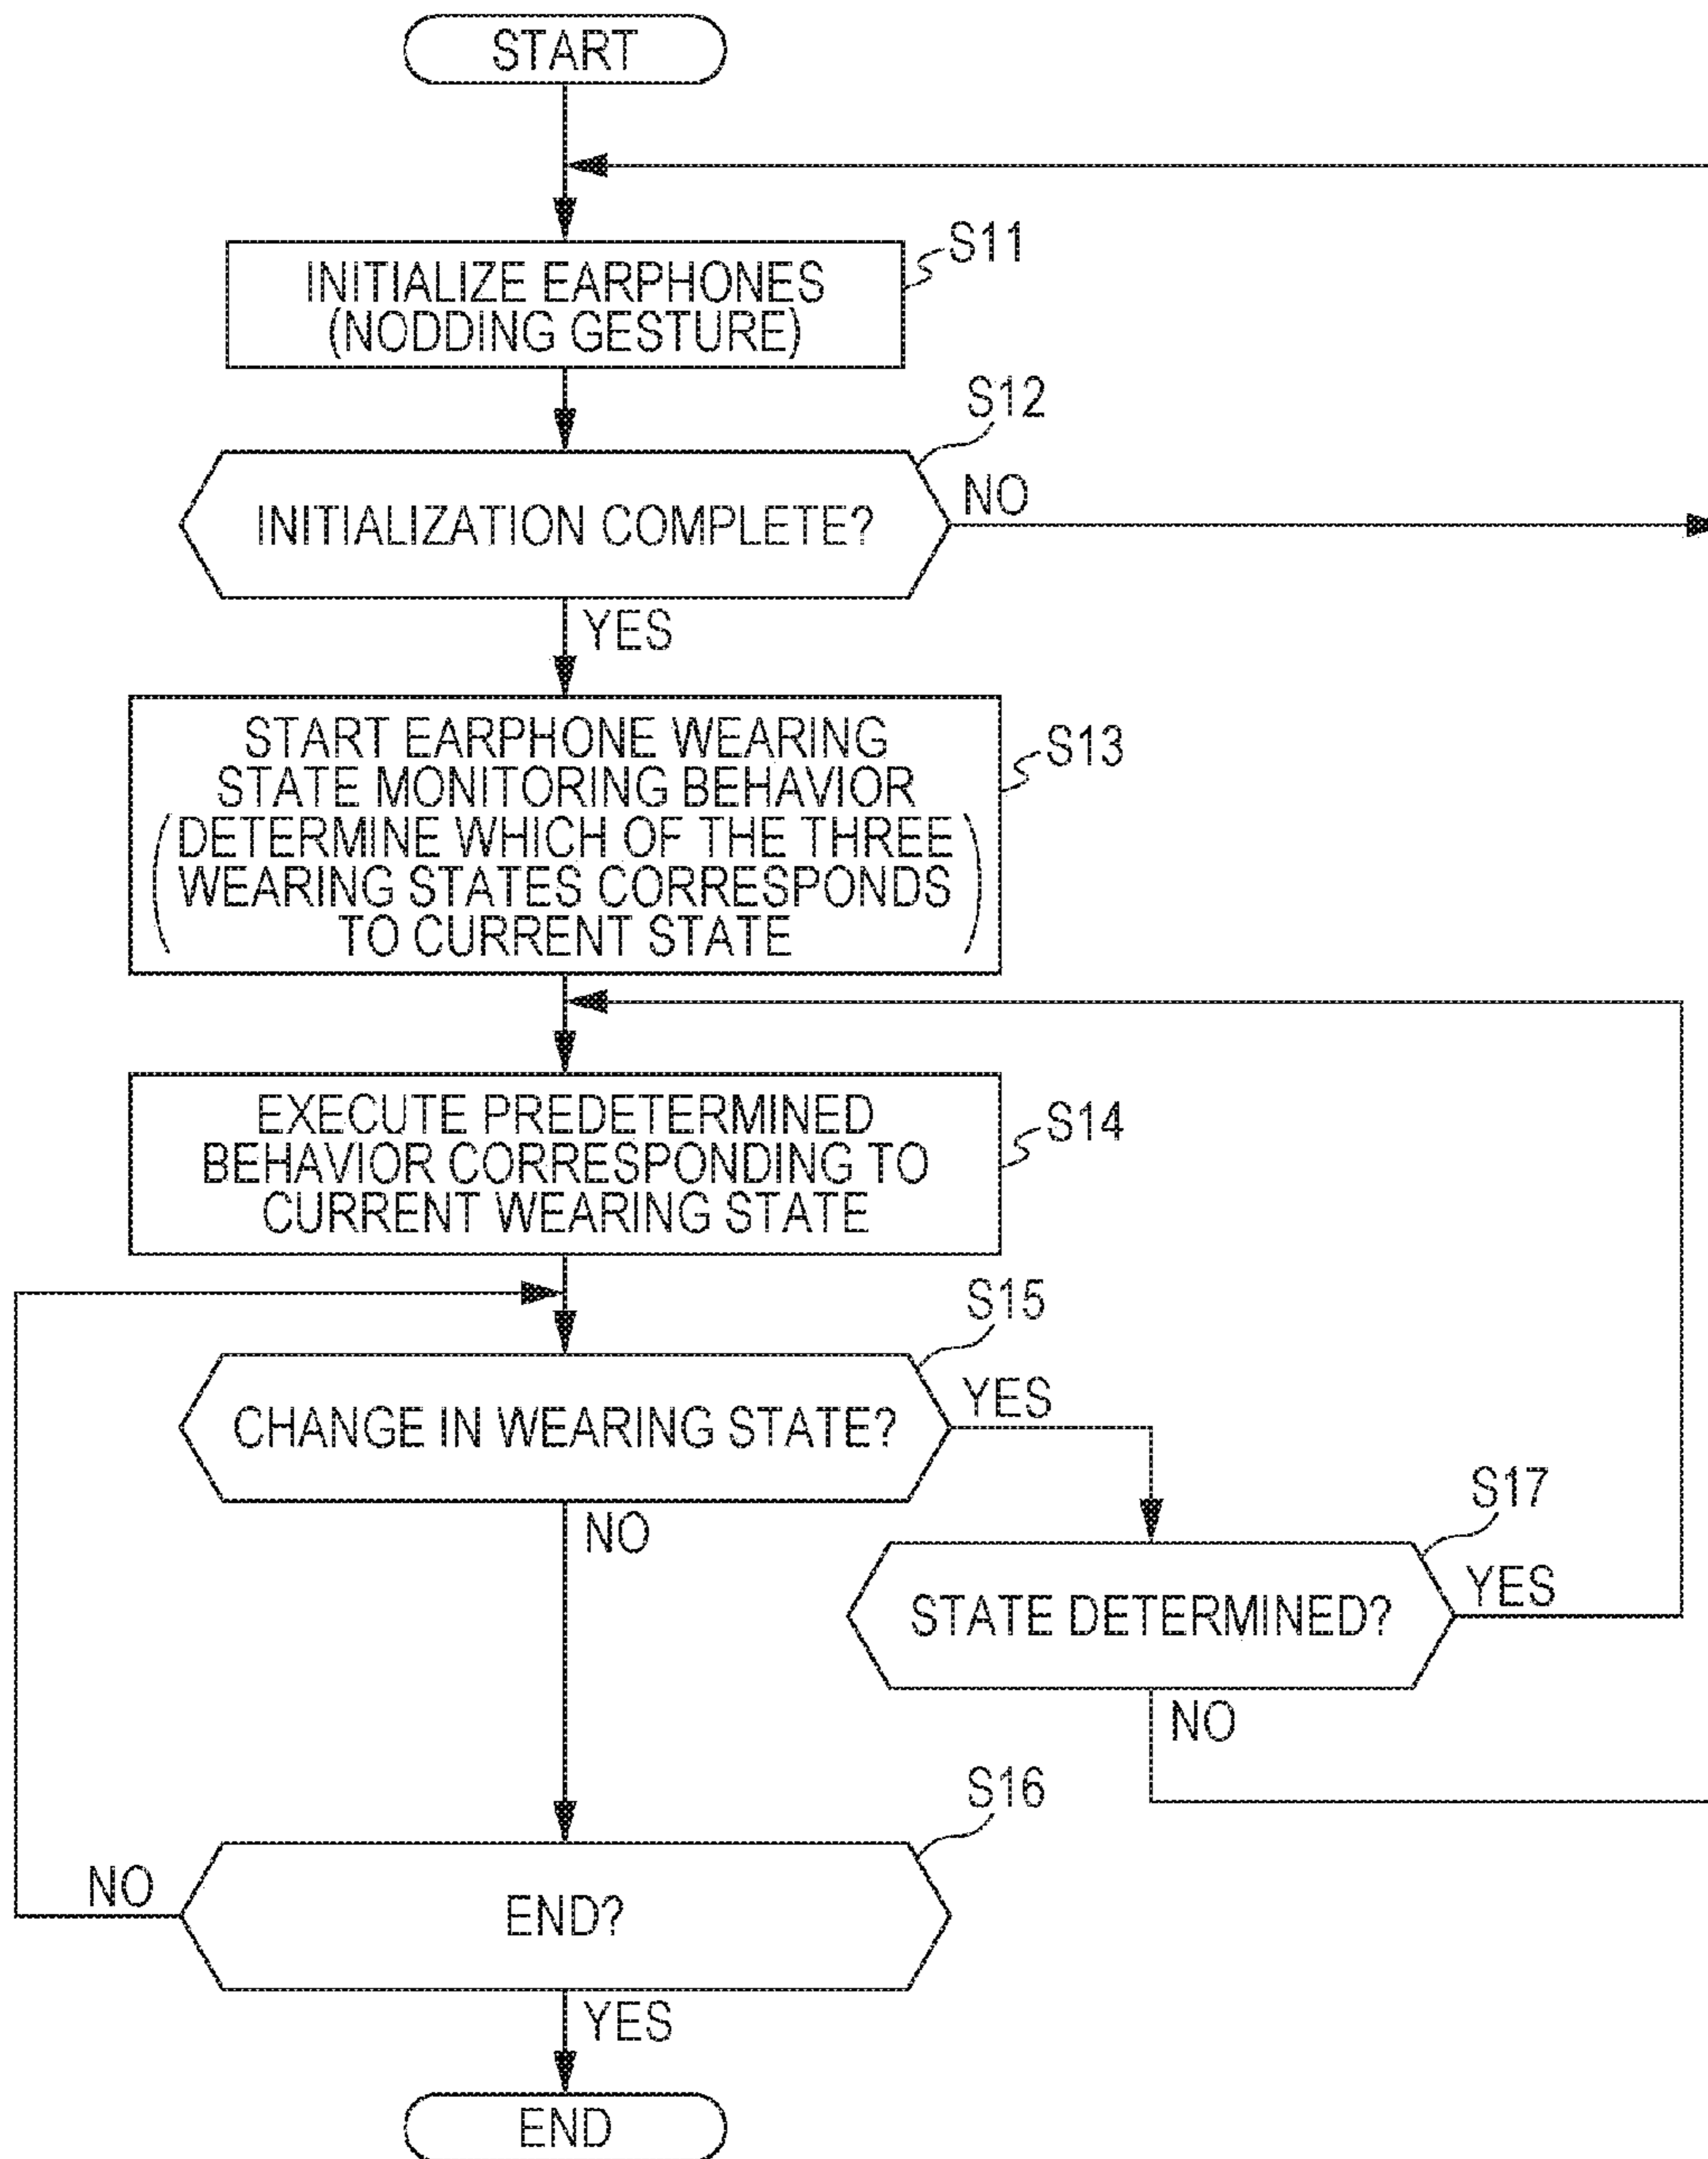 START
S11
INITIALIZE EARPHONES
(NODDING GESTURE)
S12
INITIALIZATION COMPLETE?
NO
YES
S13
START EARPHONE WEARING
STATE MONITORING BEHAVIOR
(DETERMINE WHICH OF THE THREE
WEARING STATES CORRESPONDS
TO CURRENT STATE)
S14
EXECUTE PREDETERMINED
BEHAVIOR CORRESPONDING TO
CURRENT WEARING STATE
S15
CHANGE IN WEARING STATE?
YES
NO
S17
STATE DETERMINED?
YES
NO
S16
END?
NO
YES
END